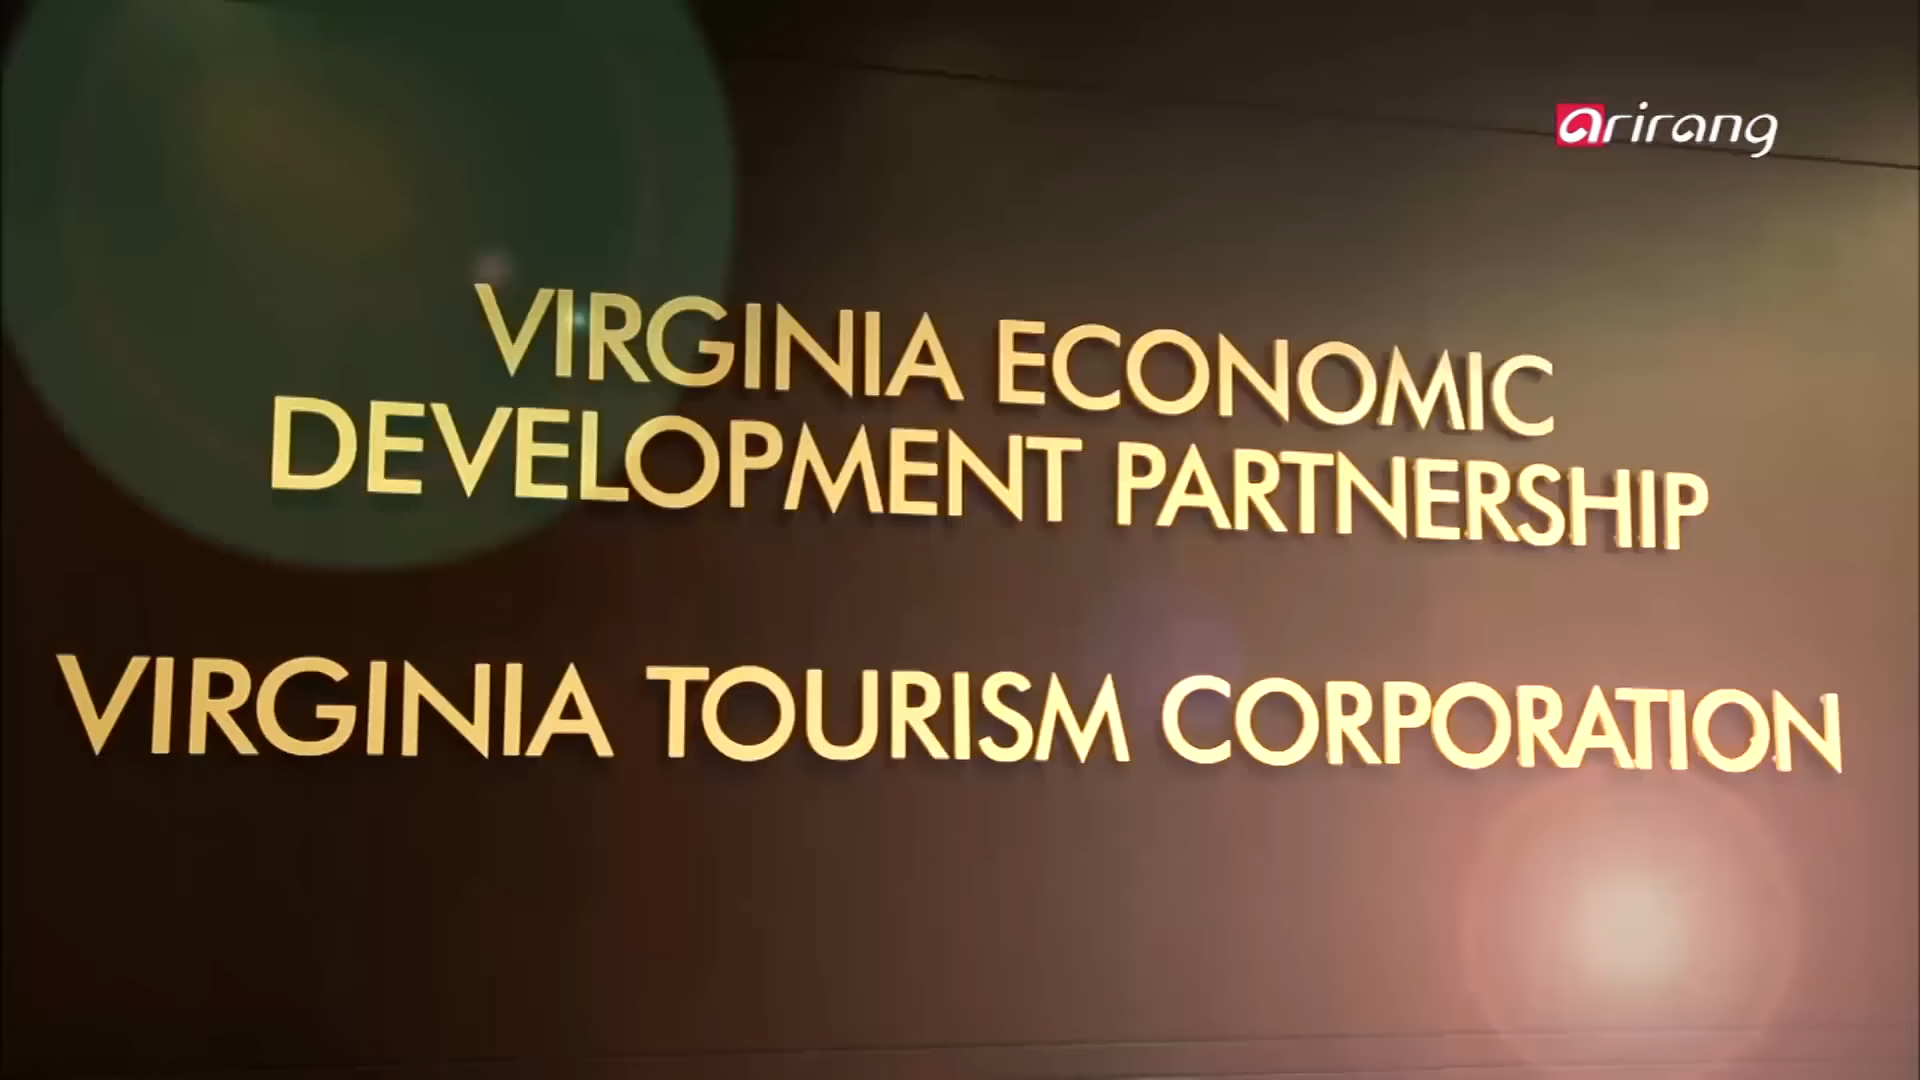 arirang
VIRGINIA ECONOMIC
DEVELOPMENT PARTNERSHIP
VIRGINIA TOURISM CORPORATION